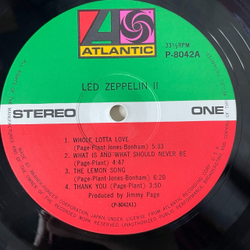 ATLANTIC
33⅓RPM
P-8042A
LED ZEPPELIN II
STEREO
ONE
1. WHOLE LOTTA LOVE
(Page-Plant-Jones-Bonham) 5:33
2. WHAT IS AND WHAT SHOULD NEVER BE
(Page-Plant) 4:47
3. THE LEMON SONG
(Page-Plant-Jones-Bonham) 6:20
4. THANK YOU (Page-Plant) 3:50
Produced by Jimmy Page
(P-8042A1)